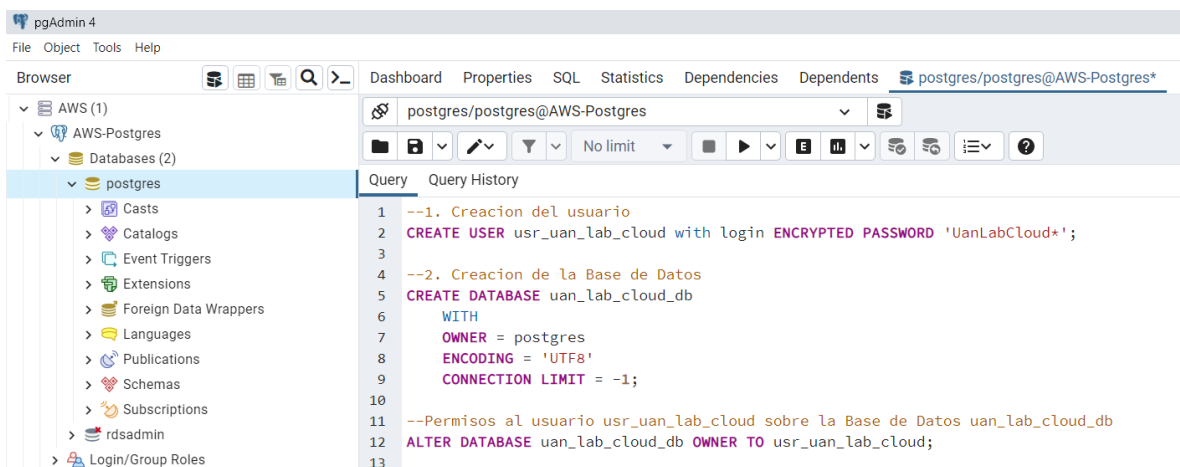 pgAdmin 4
File Object Tools Help
Browser
Dashboard Properties SQL Statistics Dependencies Dependents postgres/postgres@AWS-Postgres*
AWS (1)
AWS-Postgres
Databases (2)
postgres
Casts
Catalogs
Event Triggers
Extensions
Foreign Data Wrappers
Languages
Publications
Schemas
Subscriptions
rdsadmin
Login/Group Roles
postgres/postgres@AWS-Postgres
No limit
E
Query Query History
1 --1. Creacion del usuario
2 CREATE USER usr_uan_lab_cloud with login ENCRYPTED PASSWORD 'UanLabCloud*';
3
4 --2. Creacion de la Base de Datos
5 CREATE DATABASE uan_lab_cloud_db
6 WITH
7 OWNER = postgres
8 ENCODING = 'UTF8'
9 CONNECTION LIMIT = -1;
10
11 --Permisos al usuario usr_uan_lab_cloud sobre la Base de Datos uan_lab_cloud_db
12 ALTER DATABASE uan_lab_cloud_db OWNER TO usr_uan_lab_cloud;
13